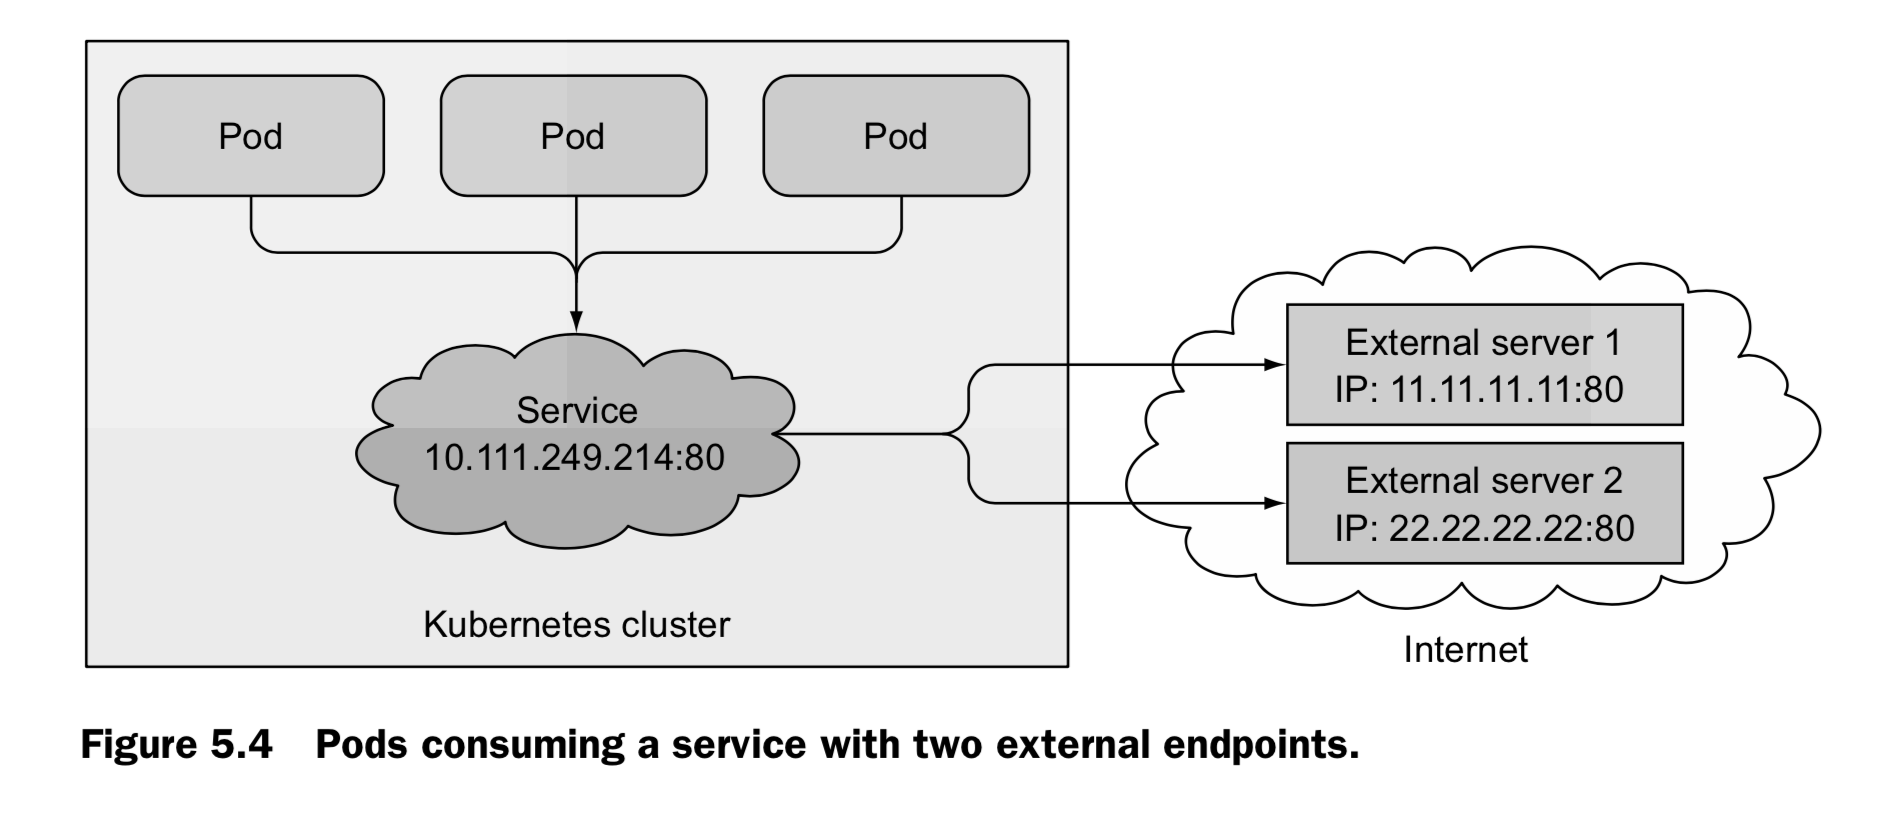 Pod
Pod
Pod
Service
10.111.249.214:80
Kubernetes cluster
External server 1
IP: 11.11.11.11:80
External server 2
IP: 22.22.22.22:80
Internet
Figure 5.4 Pods consuming a service with two external endpoints.